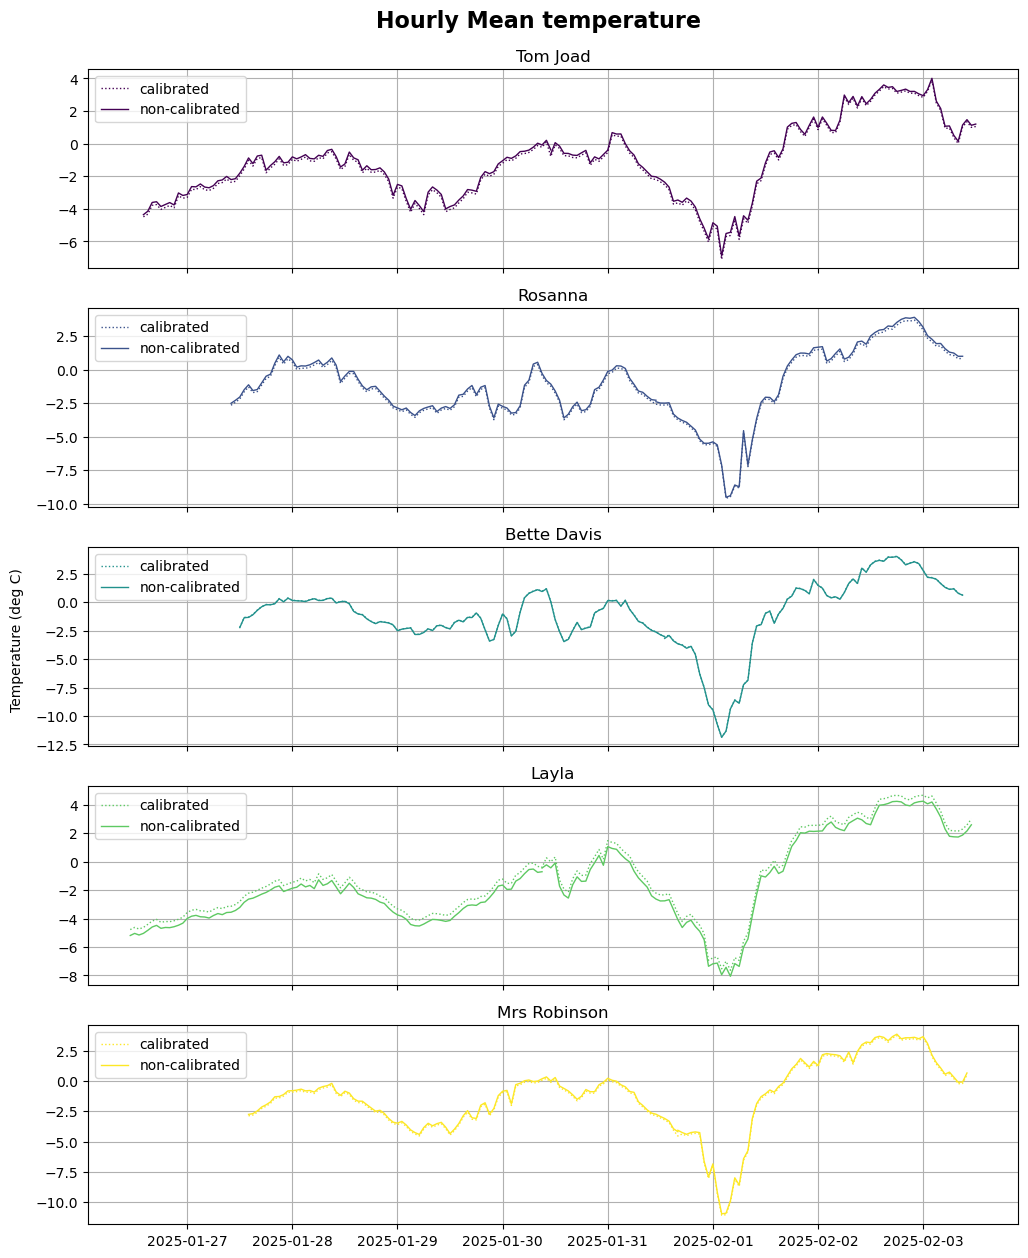 Hourly Mean temperature
Tom Joad
calibrated
non-calibrated
4
2
0
−2
−4
−6
Rosanna
calibrated
non-calibrated
2.5
0.0
−2.5
−5.0
−7.5
−10.0
Temperature (deg C)
Bette Davis
calibrated
non-calibrated
2.5
0.0
−2.5
−5.0
−7.5
−10.0
−12.5
Layla
calibrated
non-calibrated
4
2
0
−2
−4
−6
−8
Mrs Robinson
calibrated
non-calibrated
2.5
0.0
−2.5
−5.0
−7.5
−10.0
2025-01-27 2025-01-28 2025-01-29 2025-01-30 2025-01-31 2025-02-01 2025-02-02 2025-02-03